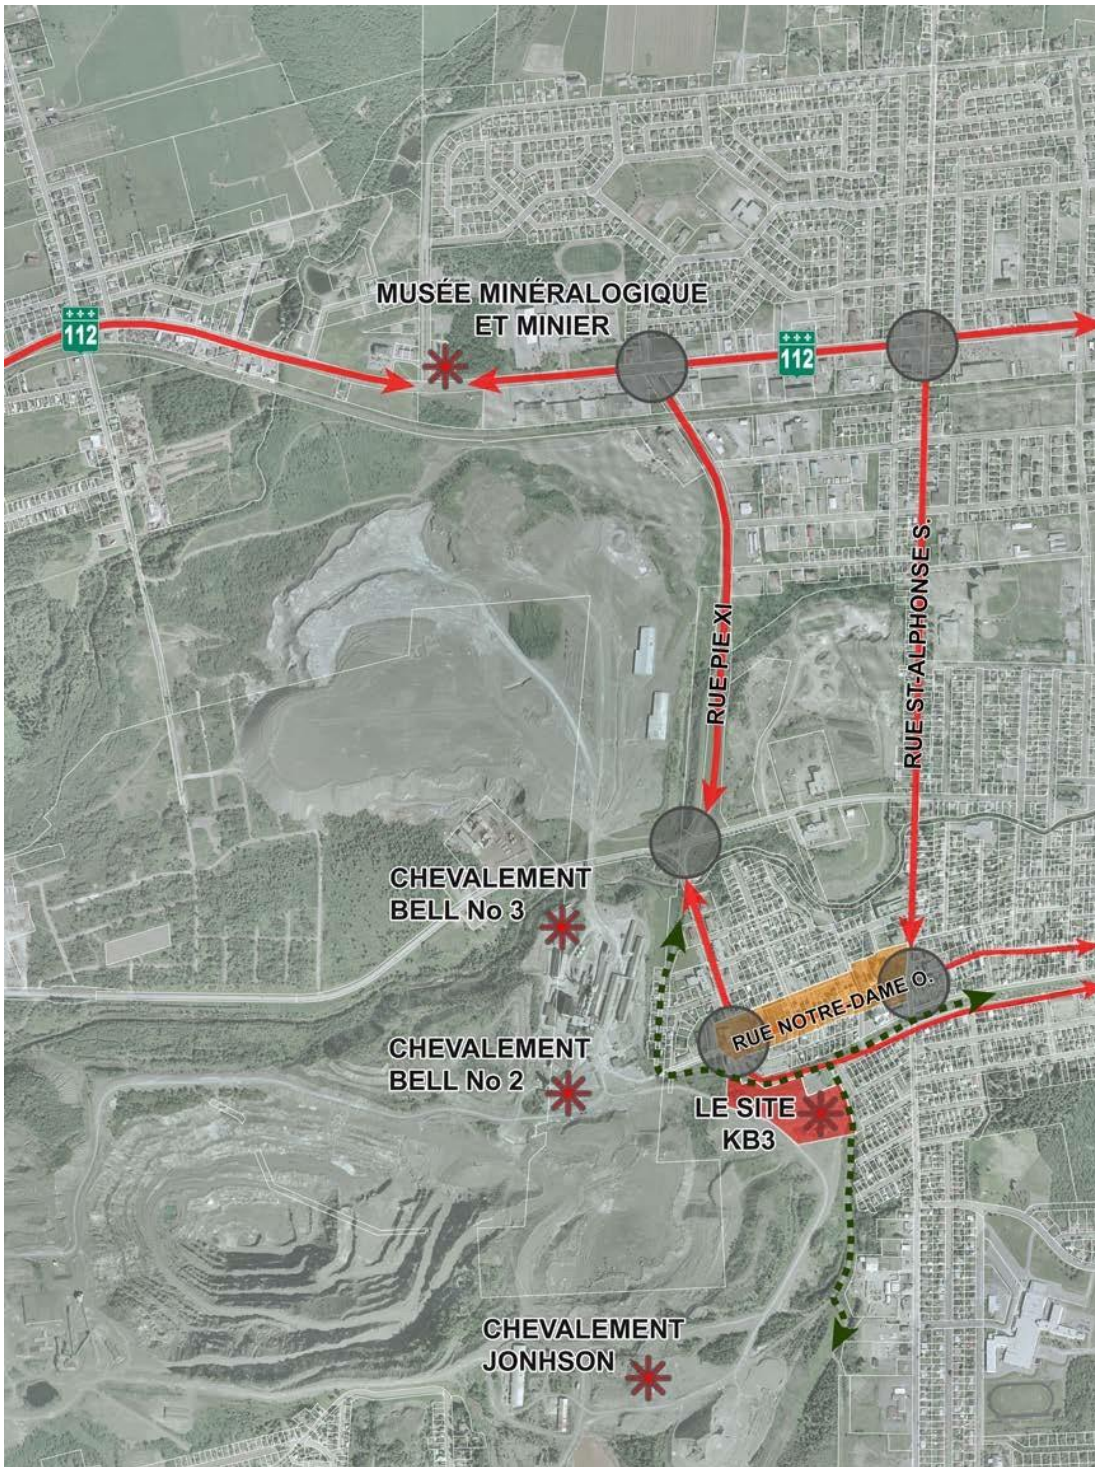 MUSÉE MINÉRALOGIQUE
ET MINIER
112
112
RUE PIE XI
RUE ST-ALPHONSE S.
CHEVALEMENT
BELL No 3
RUE NOTRE-DAME O.
CHEVALEMENT
BELL No 2
LE SITE
KB3
CHEVALEMENT
JONHSON